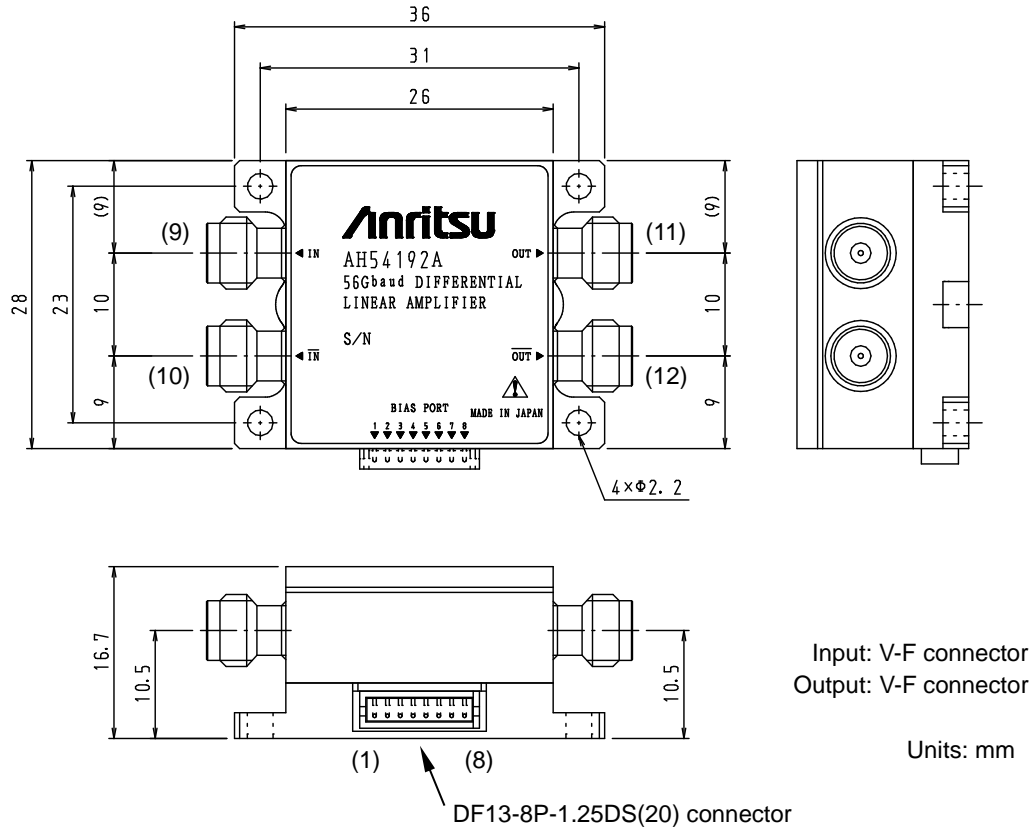 36
31
26
(9)
(9)
(9)
(11)
Anritsu
◀ IN
OUT ▶
AH54192A
56Gbaud DIFFERENTIAL
LINEAR AMPLIFIER
28
23
10
10
S/N
◀ I̅N̅
O̅U̅T̅ ▶
(10)
(12)
9
9
BIAS PORT
MADE IN JAPAN
1 2 3 4 5 6 7 8
4×Φ2.2
16.7
10.5
10.5
Input: V-F connector
Output: V-F connector
Units: mm
(1)
(8)
DF13-8P-1.25DS(20) connector